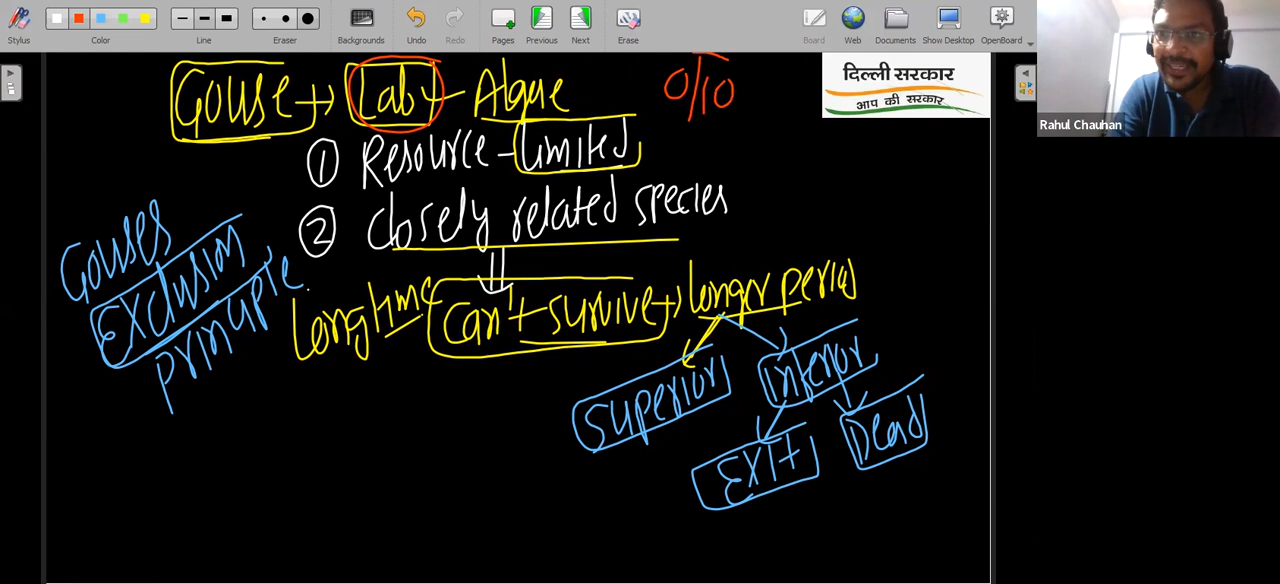 Stylus
Color
Line
Eraser
Backgrounds
Undo
Redo
Pages
Previous
Next
Erase
Board
Web
Documents
Show Desktop
OpenBoard
Gouse → Lab - Algae
0/10
दिल्ली सरकार
आप की सरकार
Rahul Chauhan
① Resource - limited
② closely related species
Gouses
Exclusion
principle
Long time can't survive → longer period
Superior
Inferior
Exit
Dead